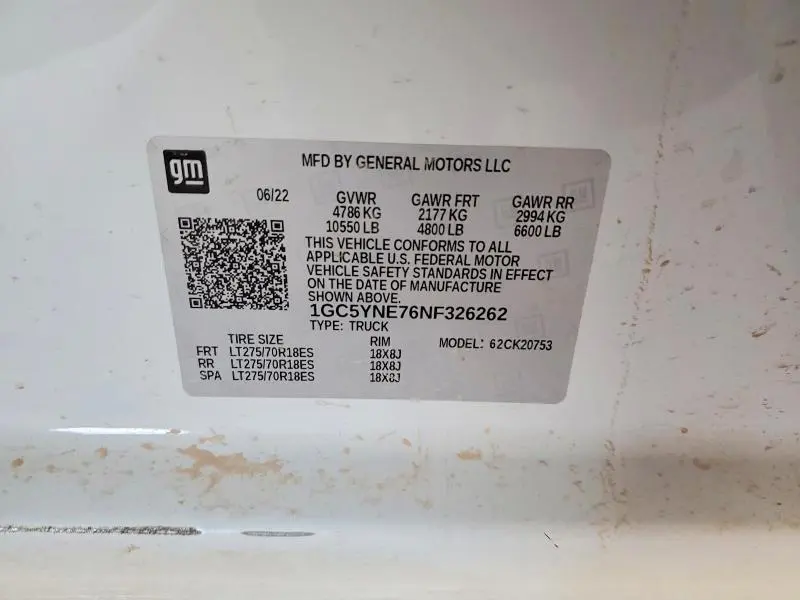 gm
MFD BY GENERAL MOTORS LLC
06/22
GVWR GAWR FRT GAWR RR
4786 KG 2177 KG 2994 KG
10550 LB 4800 LB 6600 LB
THIS VEHICLE CONFORMS TO ALL
APPLICABLE U.S. FEDERAL MOTOR
VEHICLE SAFETY STANDARDS IN EFFECT
ON THE DATE OF MANUFACTURE
SHOWN ABOVE.
1GC5YNE76NF326262
TYPE: TRUCK
TIRE SIZE RIM MODEL: 62CK20753
FRT LT275/70R18ES 18X8J
RR LT275/70R18ES 18X8J
SPA LT275/70R18ES 18X8J